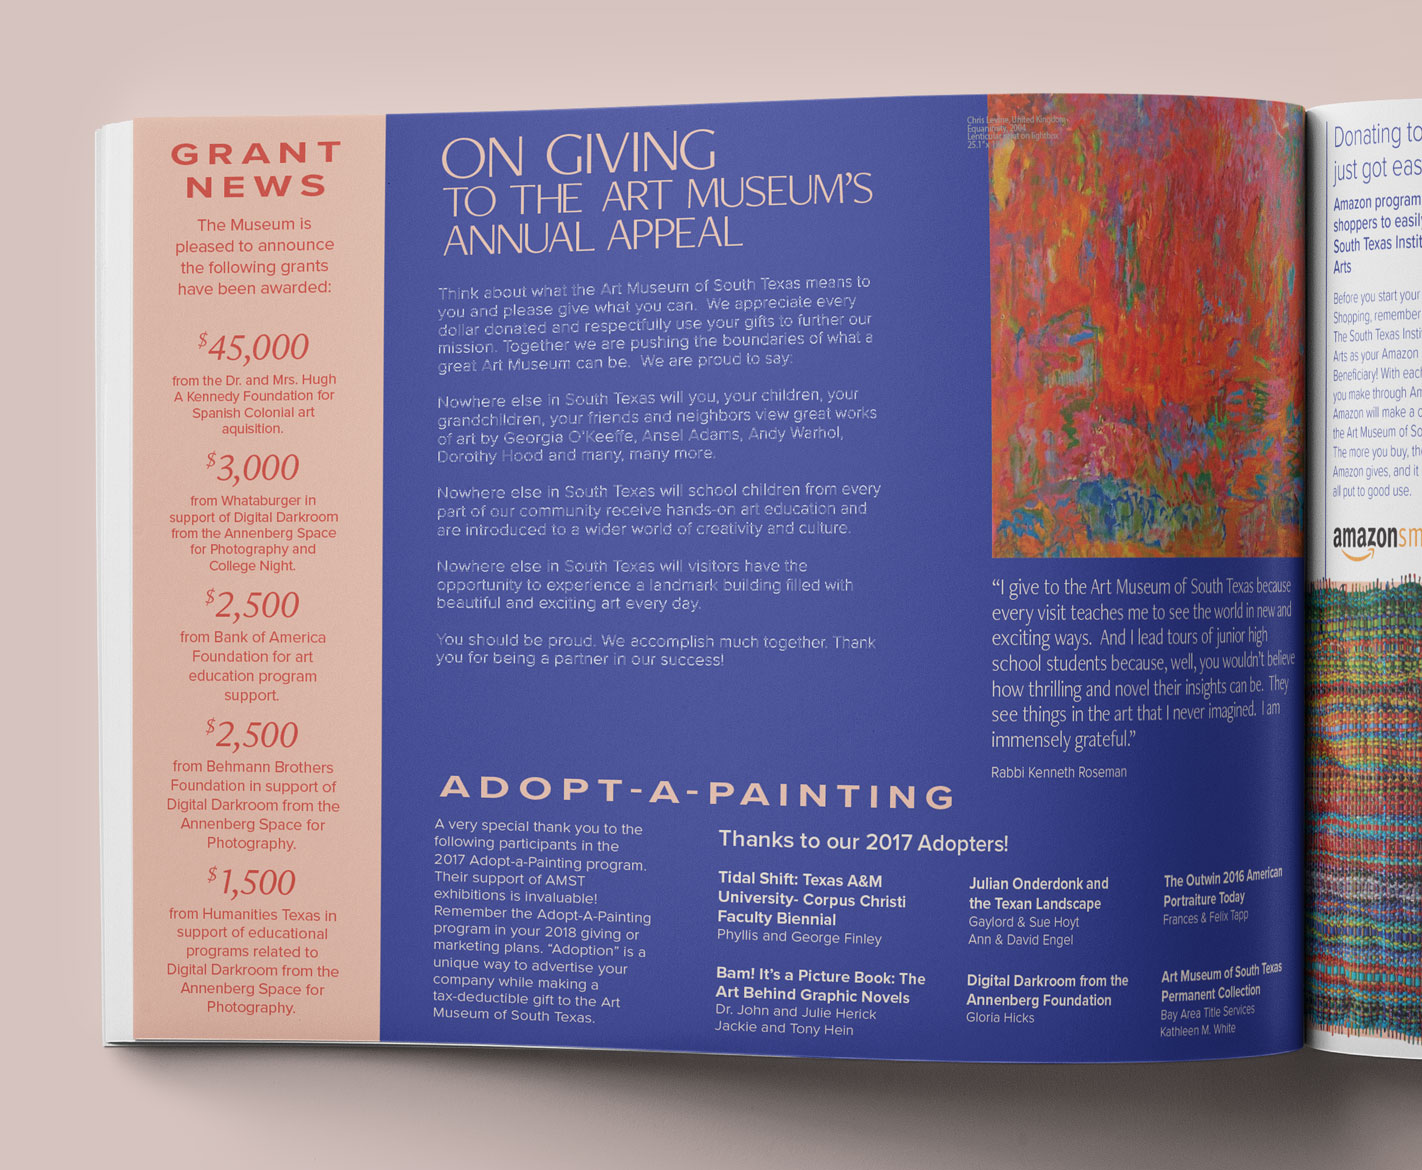 GRANT
NEWS
The Museum is
pleased to announce
the following grants
have been awarded:
$45,000
from the Dr. and Mrs. Hugh
A Kennedy Foundation for
Spanish Colonial art
aquisition.
$3,000
from Whataburger in
support of Digital Darkroom
from the Annenberg Space
for Photography and
College Night.
$2,500
from Bank of America
Foundation for art
education program
support.
$2,500
from Behmann Brothers
Foundation in support of
Digital Darkroom from the
Annenberg Space for
Photography.
$1,500
from Humanities Texas in
support of educational
programs related to
Digital Darkroom from the
Annenberg Space for
Photography.
ON GIVING
TO THE ART MUSEUM'S
ANNUAL APPEAL
Think about what the Art Museum of South Texas means to
you and please give what you can. We appreciate every
dollar donated and respectfully use your gifts to further our
mission. Together we are pushing the boundaries of what a
great Art Museum can be. We are proud to say:
Nowhere else in South Texas will you, your children, your
grandchildren, your friends and neighbors view great works
of art by Georgia O'Keeffe, Ansel Adams, Andy Warhol,
Dorothy Hood and many, many more.
Nowhere else in South Texas will school children from every
part of our community receive hands-on art education and
are introduced to a wider world of creativity and culture.
Nowhere else in South Texas will visitors have the
opportunity to experience a landmark building filled with
beautiful and exciting art every day.
You should be proud. We accomplish much together. Thank
you for being a partner in our success!
Chris Levine, United Kingdom
Equanimity, 2004
Lenticular print on lightbox
25.1" x
"I give to the Art Museum of South Texas because
every visit teaches me to see the world in new and
exciting ways. And I lead tours of junior high
school students because, well, you wouldn't believe
how thrilling and novel their insights can be. They
see things in the art that I never imagined. I am
immensely grateful."
Rabbi Kenneth Roseman
ADOPT-A-PAINTING
A very special thank you to the
following participants in the
2017 Adopt-a-Painting program.
Their support of AMST
exhibitions is invaluable!
Remember the Adopt-A-Painting
program in your 2018 giving or
marketing plans. "Adoption" is a
unique way to advertise your
company while making a
tax-deductible gift to the Art
Museum of South Texas.
Thanks to our 2017 Adopters!
Tidal Shift: Texas A&M
University- Corpus Christi
Faculty Biennial
Phyllis and George Finley
Bam! It's a Picture Book: The
Art Behind Graphic Novels
Dr. John and Julie Herick
Jackie and Tony Hein
Julian Onderdonk and
the Texan Landscape
Gaylord & Sue Hoyt
Ann & David Engel
Digital Darkroom from the
Annenberg Foundation
Gloria Hicks
The Outwin 2016 American
Portraiture Today
Frances & Felix Tapp
Art Museum of South Texas
Permanent Collection
Bay Area Title Services
Kathleen M. White
Donating to
just got eas
Amazon program
shoppers to easily
South Texas Instit
Arts
Before you start your
Shopping, remember
The South Texas Instit
Arts as your Amazon
Beneficiary! With each
you make through Am
Amazon will make a d
the Art Museum of So
The more you buy, the
Amazon gives, and it
all put to good use.
amazonsm